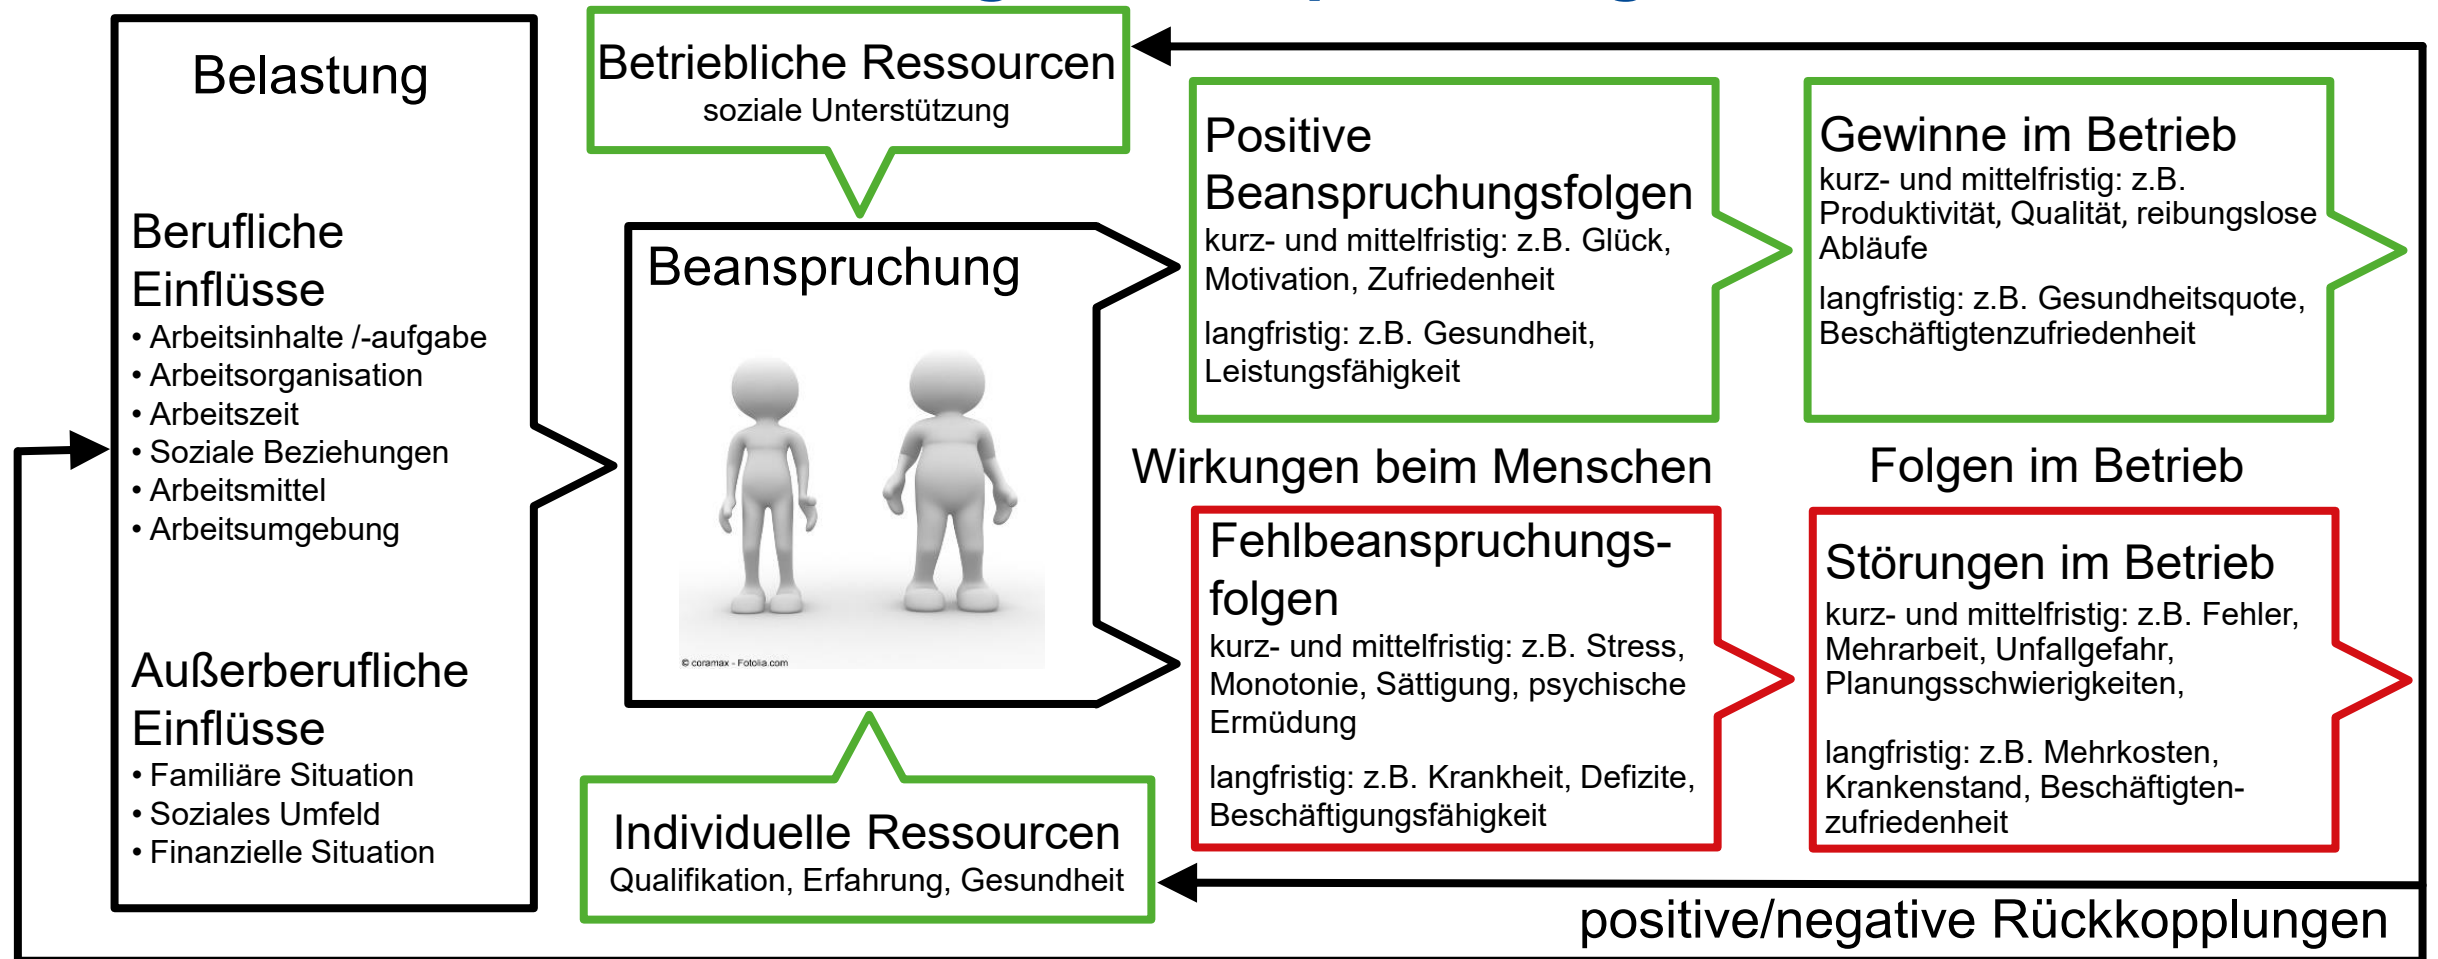 Belastung
Berufliche
Einflüsse
• Arbeitsinhalte /-aufgabe
• Arbeitsorganisation
• Arbeitszeit
• Soziale Beziehungen
• Arbeitsmittel
• Arbeitsumgebung
Außerberufliche
Einflüsse
• Familiäre Situation
• Soziales Umfeld
• Finanzielle Situation
Betriebliche Ressourcen
soziale Unterstützung
Beanspruchung
© coramax - Fotolia.com
Individuelle Ressourcen
Qualifikation, Erfahrung, Gesundheit
Positive
Beanspruchungsfolgen
kurz- und mittelfristig: z.B. Glück,
Motivation, Zufriedenheit
langfristig: z.B. Gesundheit,
Leistungsfähigkeit
Wirkungen beim Menschen
Fehlbeanspruchungs-
folgen
kurz- und mittelfristig: z.B. Stress,
Monotonie, Sättigung, psychische
Ermüdung
langfristig: z.B. Krankheit, Defizite,
Beschäftigungsfähigkeit
Gewinne im Betrieb
kurz- und mittelfristig: z.B.
Produktivität, Qualität, reibungslose
Abläufe
langfristig: z.B. Gesundheitsquote,
Beschäftigtenzufriedenheit
Folgen im Betrieb
Störungen im Betrieb
kurz- und mittelfristig: z.B. Fehler,
Mehrarbeit, Unfallgefahr,
Planungsschwierigkeiten,
langfristig: z.B. Mehrkosten,
Krankenstand, Beschäftigten-
zufriedenheit
positive/negative Rückkopplungen